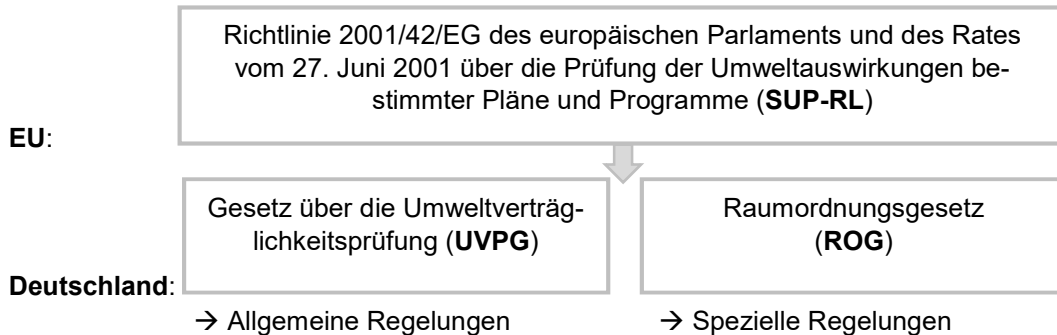 Richtlinie 2001/42/EG des europäischen Parlaments und des Rates
vom 27. Juni 2001 über die Prüfung der Umweltauswirkungen be-
stimmter Pläne und Programme (SUP-RL)
EU:
Gesetz über die Umweltverträg-
lichkeitsprüfung (UVPG)
Raumordnungsgesetz
(ROG)
Deutschland:
→ Allgemeine Regelungen
→ Spezielle Regelungen